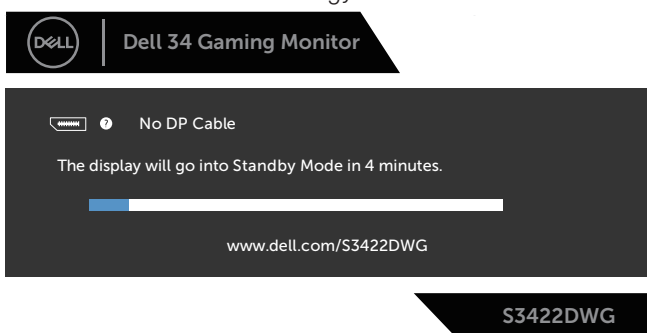 DELL
Dell 34 Gaming Monitor
? No DP Cable
The display will go into Standby Mode in 4 minutes.
www.dell.com/S3422DWG
S3422DWG